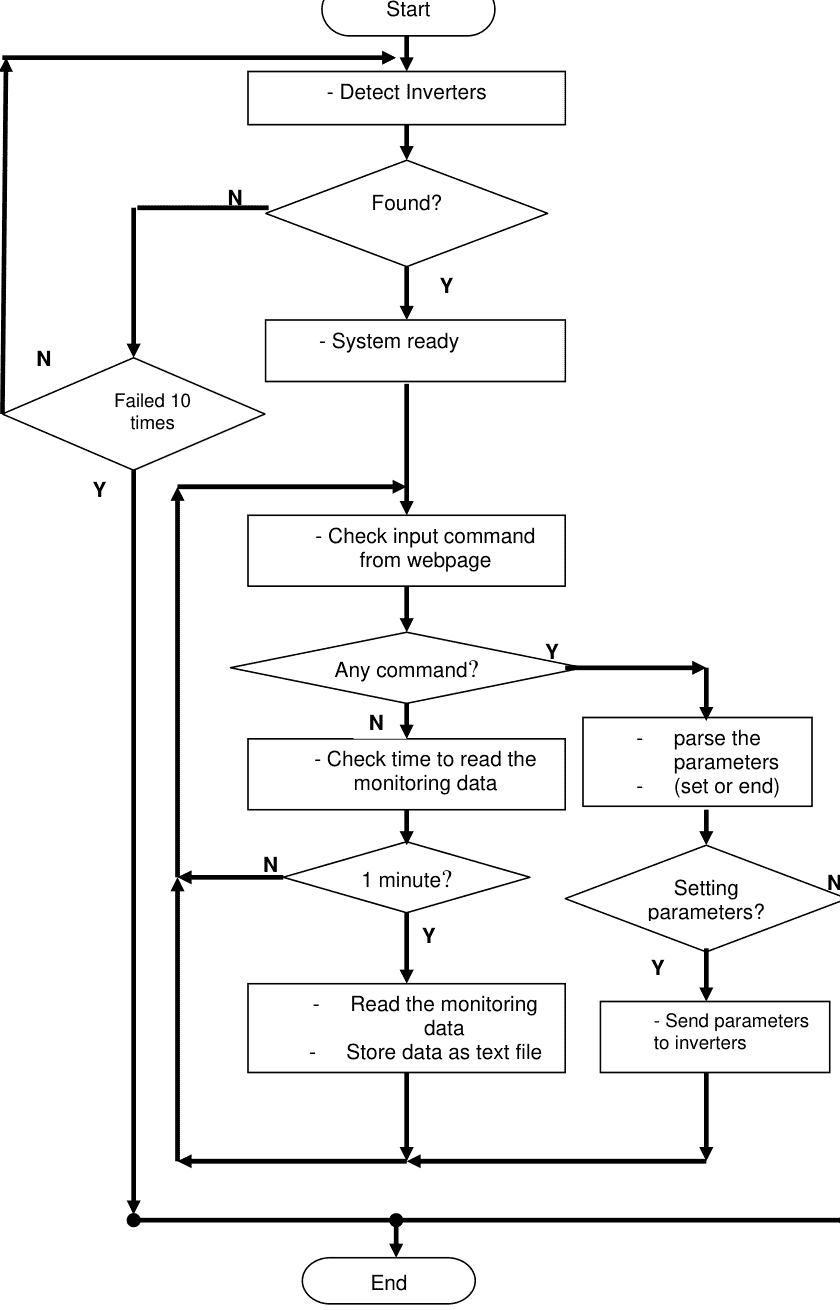 Start
- Detect Inverters
N
Found?
Y
- System ready
N
Failed 10
times
Y
- Check input command
from webpage
Y
Any command?
N
- Check time to read the
monitoring data
- parse the
parameters
- (set or end)
N
1 minute?
Setting
parameters?
N
Y
Y
- Read the monitoring
data
- Store data as text file
- Send parameters
to inverters
End